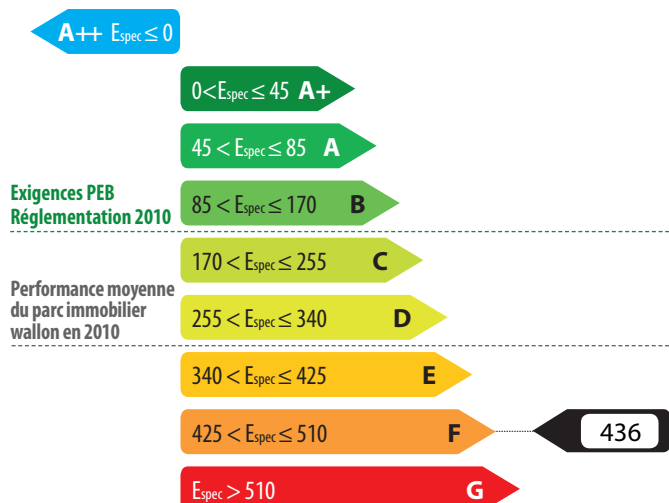 A++ Espec ≤ 0
0<Espec ≤ 45 A+
45 < Espec ≤ 85 A
Exigences PEB
Réglementation 2010
85 < Espec ≤ 170 B
170 < Espec ≤ 255 C
Performance moyenne
du parc immobilier
wallon en 2010
255 < Espec ≤ 340 D
340 < Espec ≤ 425 E
425 < Espec ≤ 510 F
436
Espec > 510 G